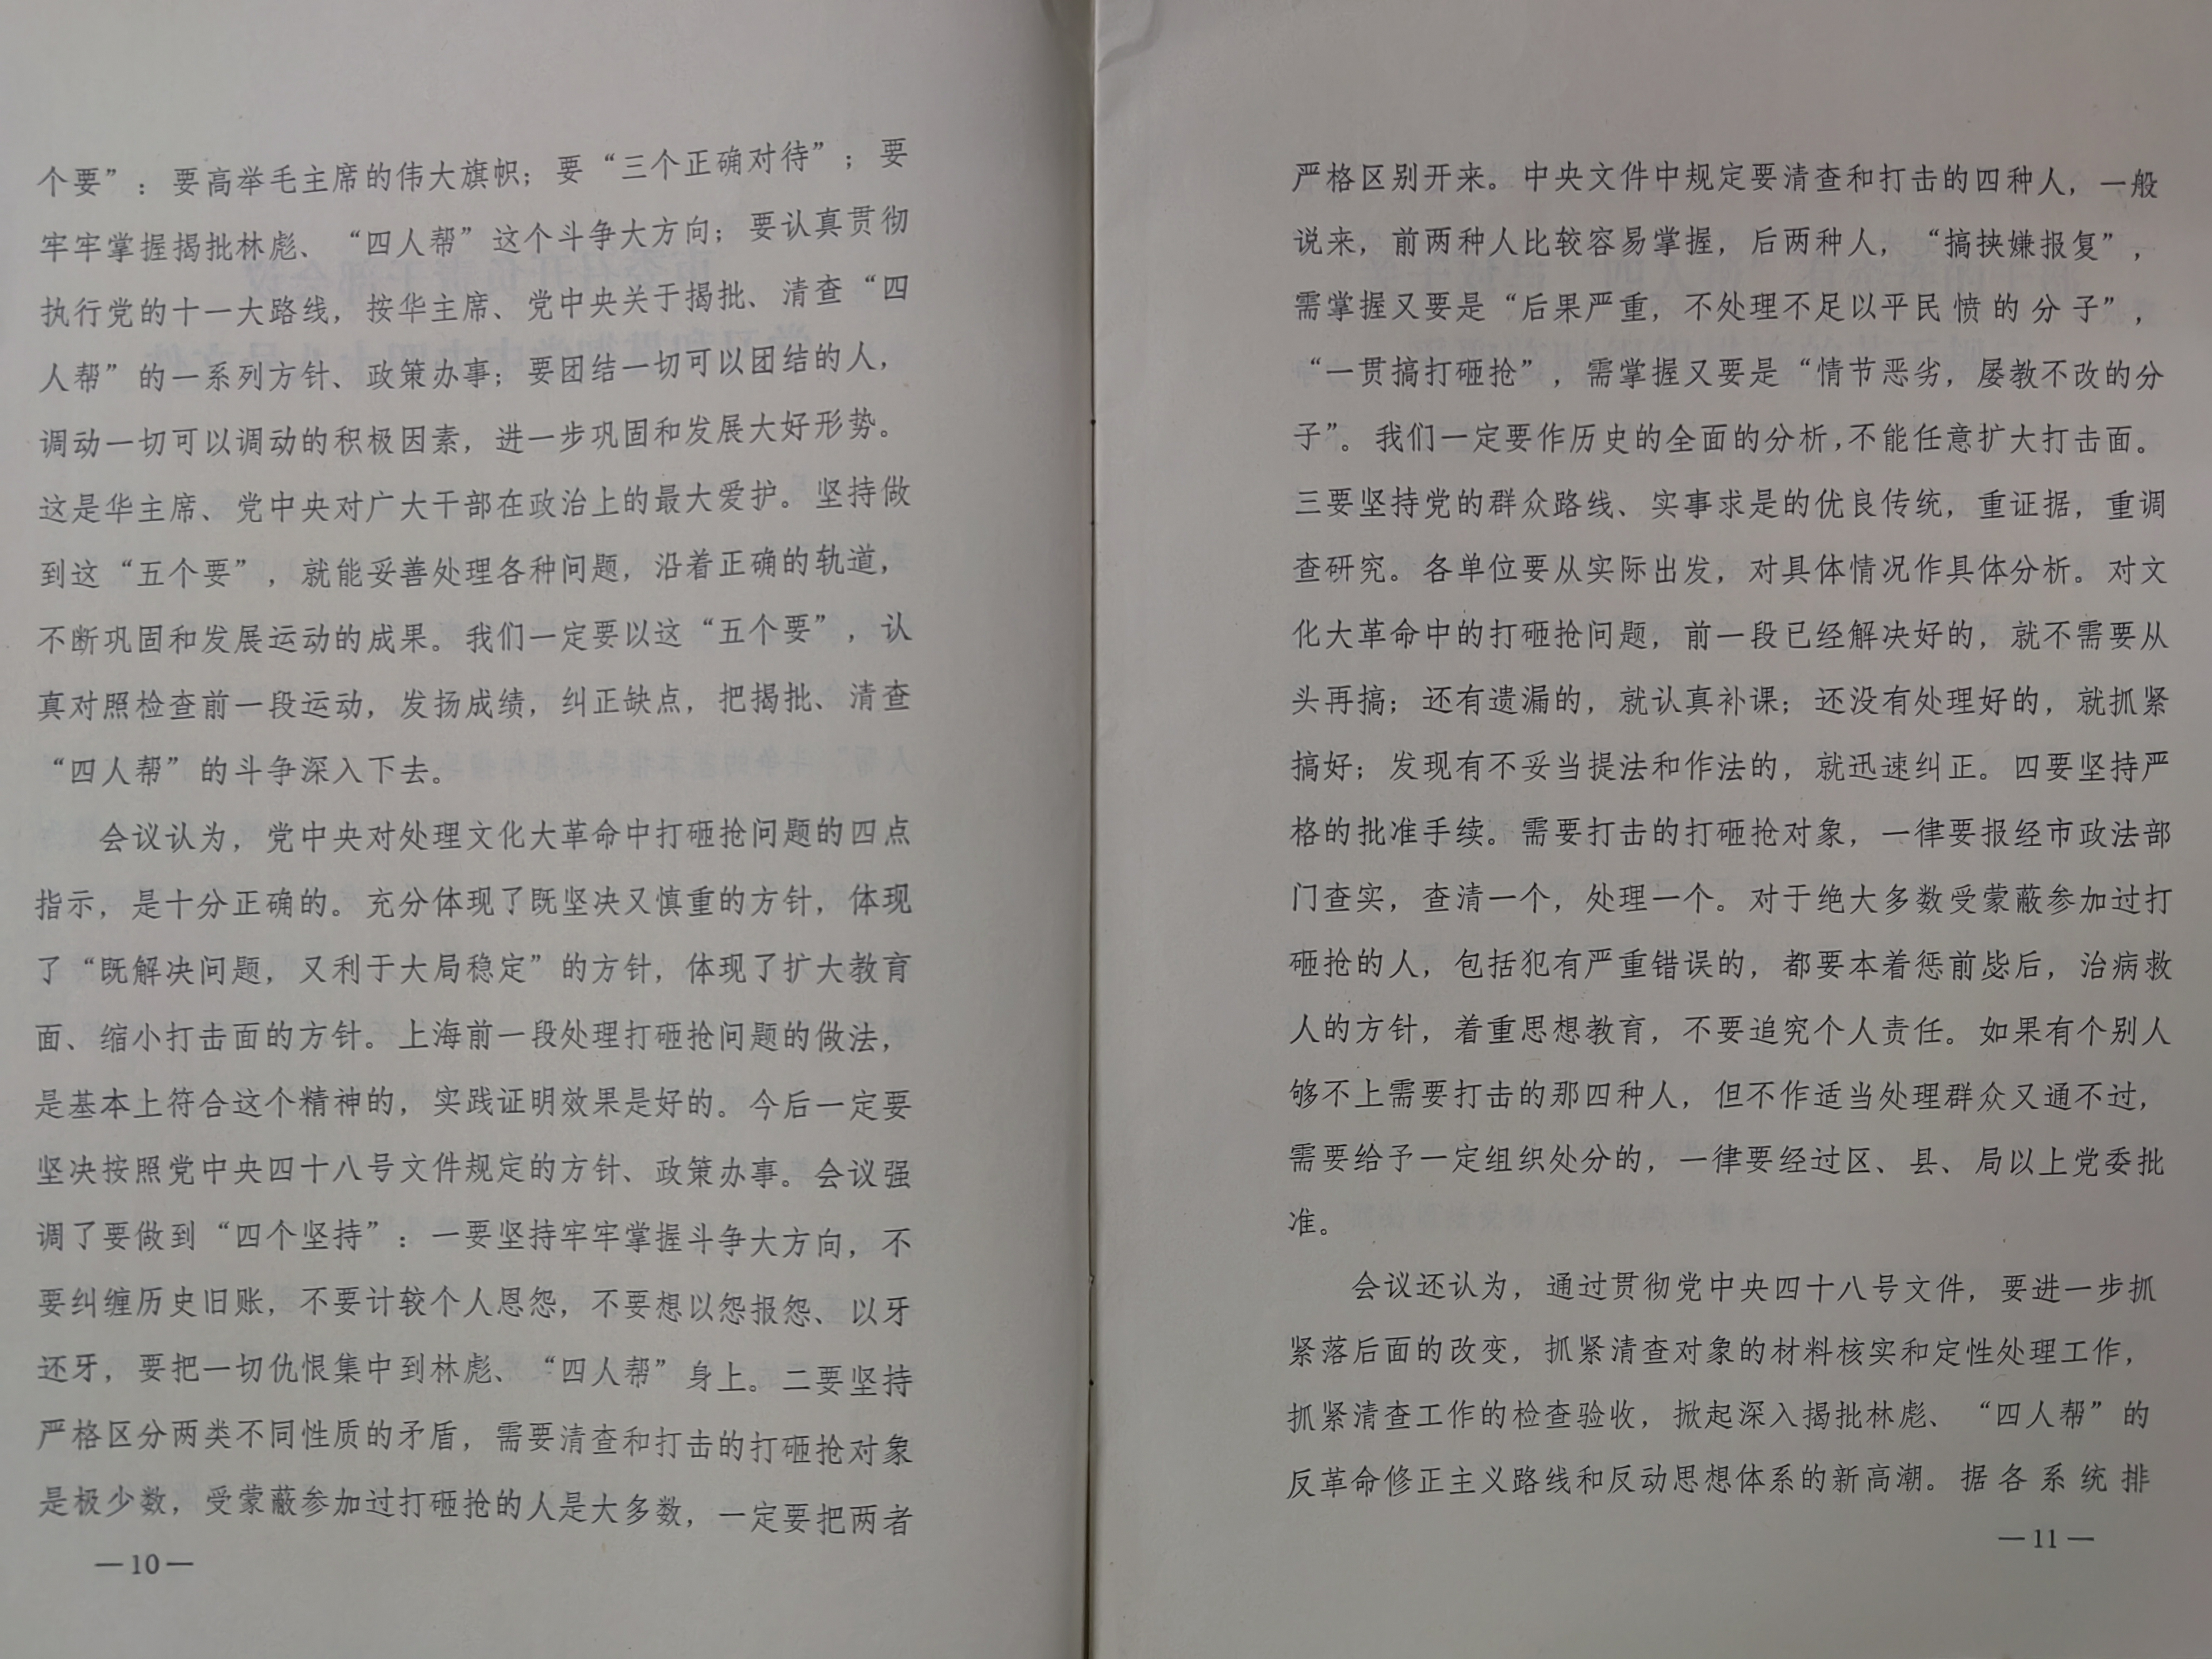 个要”：要高举毛主席的伟大旗帜；要“三个正确对待”；要
牢牢掌握揭批林彪、“四人帮”这个斗争大方向；要认真贯彻
执行党的十一大路线，按华主席、党中央关于揭批、清查“四
人帮”的一系列方针、政策办事；要团结一切可以团结的人，
调动一切可以调动的积极因素，进一步巩固和发展大好形势。
这是华主席、党中央对广大干部在政治上的最大爱护。坚持做
到这“五个要”，就能妥善处理各种问题，沿着正确的轨道，
不断巩固和发展运动的成果。我们一定要以这“五个要”，认
真对照检查前一段运动，发扬成绩，纠正缺点，把揭批、清查
“四人帮”的斗争深入下去。
会议认为，党中央对处理文化大革命中打砸抢问题的四点
指示，是十分正确的。充分体现了既坚决又慎重的方针，体现
了“既解决问题，又利于大局稳定”的方针，体现了扩大教育
面、缩小打击面的方针。上海前一段处理打砸抢问题的做法，
是基本上符合这个精神的，实践证明效果是好的。今后一定要
坚决按照党中央四十八号文件规定的方针、政策办事。会议强
调了要做到“四个坚持”：一要坚持牢牢掌握斗争大方向，不
要纠缠历史旧账，不要计较个人恩怨，不要想以怨报怨、以牙
还牙，要把一切仇恨集中到林彪、“四人帮”身上。二要坚持
严格区分两类不同性质的矛盾，需要清查和打击的打砸抢对象
是极少数，受蒙蔽参加过打砸抢的人是大多数，一定要把两者
—10—
严格区别开来。中央文件中规定要清查和打击的四种人，一般
说来，前两种人比较容易掌握，后两种人，“搞挟嫌报复”，
需掌握又要是“后果严重，不处理不足以平民愤的分子”，
“一贯搞打砸抢”，需掌握又要是“情节恶劣，屡教不改的分
子”。我们一定要作历史的全面的分析，不能任意扩大打击面。
三要坚持党的群众路线、实事求是的优良传统，重证据，重调
查研究。各单位要从实际出发，对具体情况作具体分析。对文
化大革命中的打砸抢问题，前一段已经解决好的，就不需要从
头再搞；还有遗漏的，就认真补课；还没有处理好的，就抓紧
搞好；发现有不妥当提法和作法的，就迅速纠正。四要坚持严
格的批准手续。需要打击的打砸抢对象，一律要报经市政法部
门查实，查清一个，处理一个。对于绝大多数受蒙蔽参加过打
砸抢的人，包括犯有严重错误的，都要本着惩前毖后，治病救
人的方针，着重思想教育，不要追究个人责任。如果有个别人
够不上需要打击的那四种人，但不作适当处理群众又通不过，
需要给予一定组织处分的，一律要经过区、县、局以上党委批
准。
会议还认为，通过贯彻党中央四十八号文件，要进一步抓
紧落后面的改变，抓紧清查对象的材料核实和定性处理工作，
抓紧清查工作的检查验收，掀起深入揭批林彪、“四人帮”的
反革命修正主义路线和反动思想体系的新高潮。据各系统排
—11—